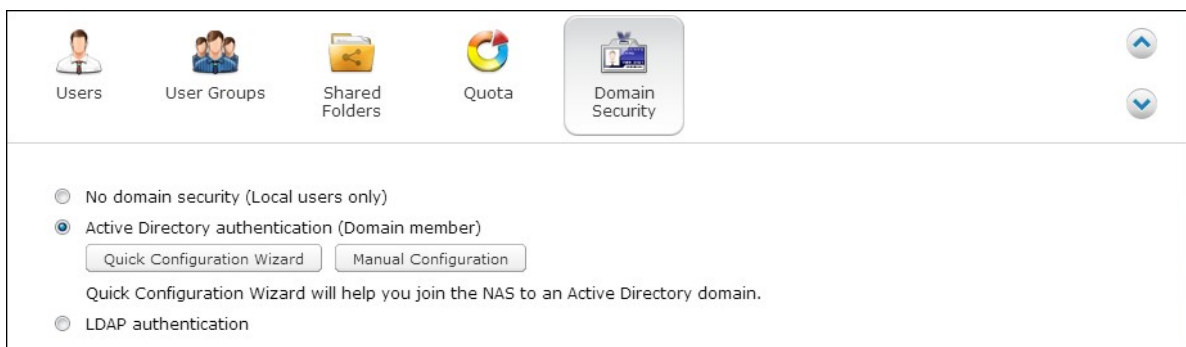 Users
User Groups
Shared
Folders
Quota
Domain
Security
No domain security (Local users only)
Active Directory authentication (Domain member)
Quick Configuration Wizard
Manual Configuration
Quick Configuration Wizard will help you join the NAS to an Active Directory domain.
LDAP authentication